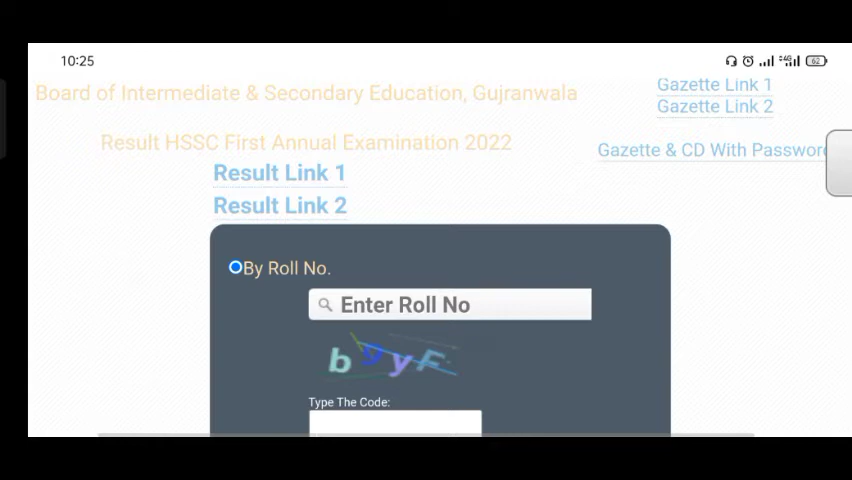 10:25
62
Board of Intermediate & Secondary Education, Gujranwala
Gazette Link 1
Gazette Link 2
Result HSSC First Annual Examination 2022
Gazette & CD With Password
Result Link 1
Result Link 2
By Roll No.
Enter Roll No
Type The Code: